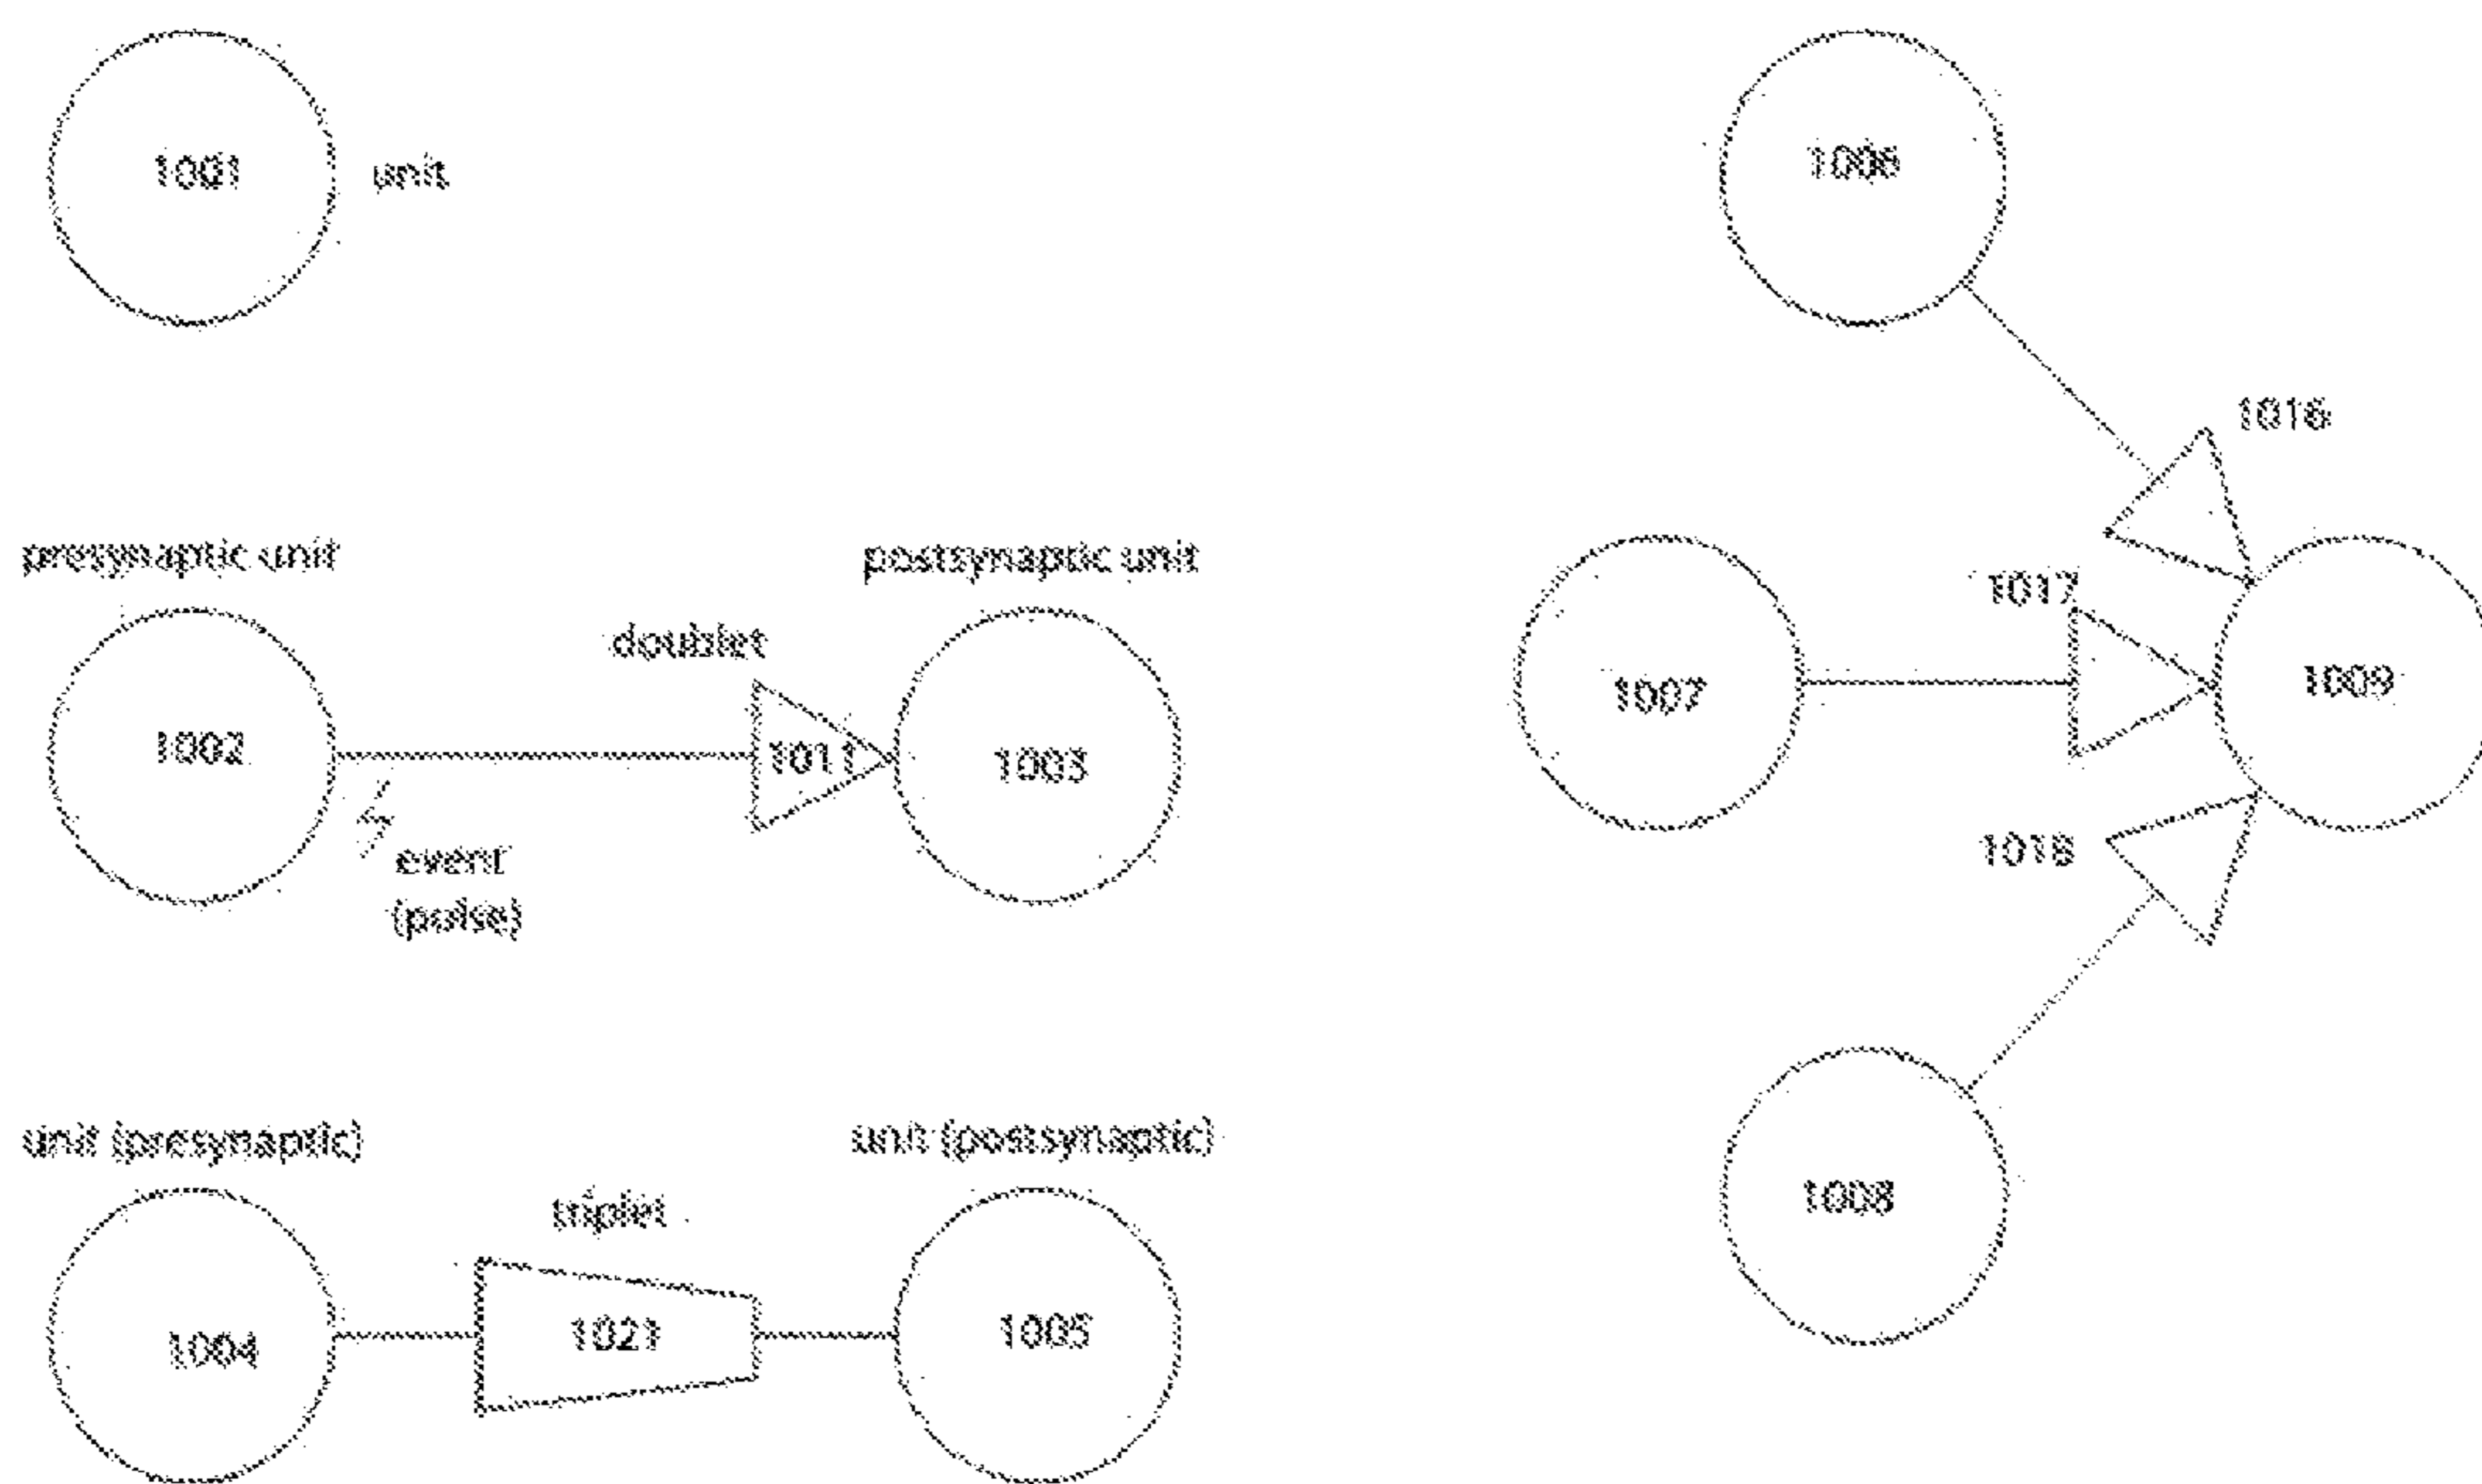 1001
unit
presynaptic unit
postsynaptic unit
doublet
1002
1011
1003
event
(pulse)
unit (presynaptic)
unit (postsynaptic)
triplet
1004
1021
1005
1006
1016
1017
1007
1009
1018
1008